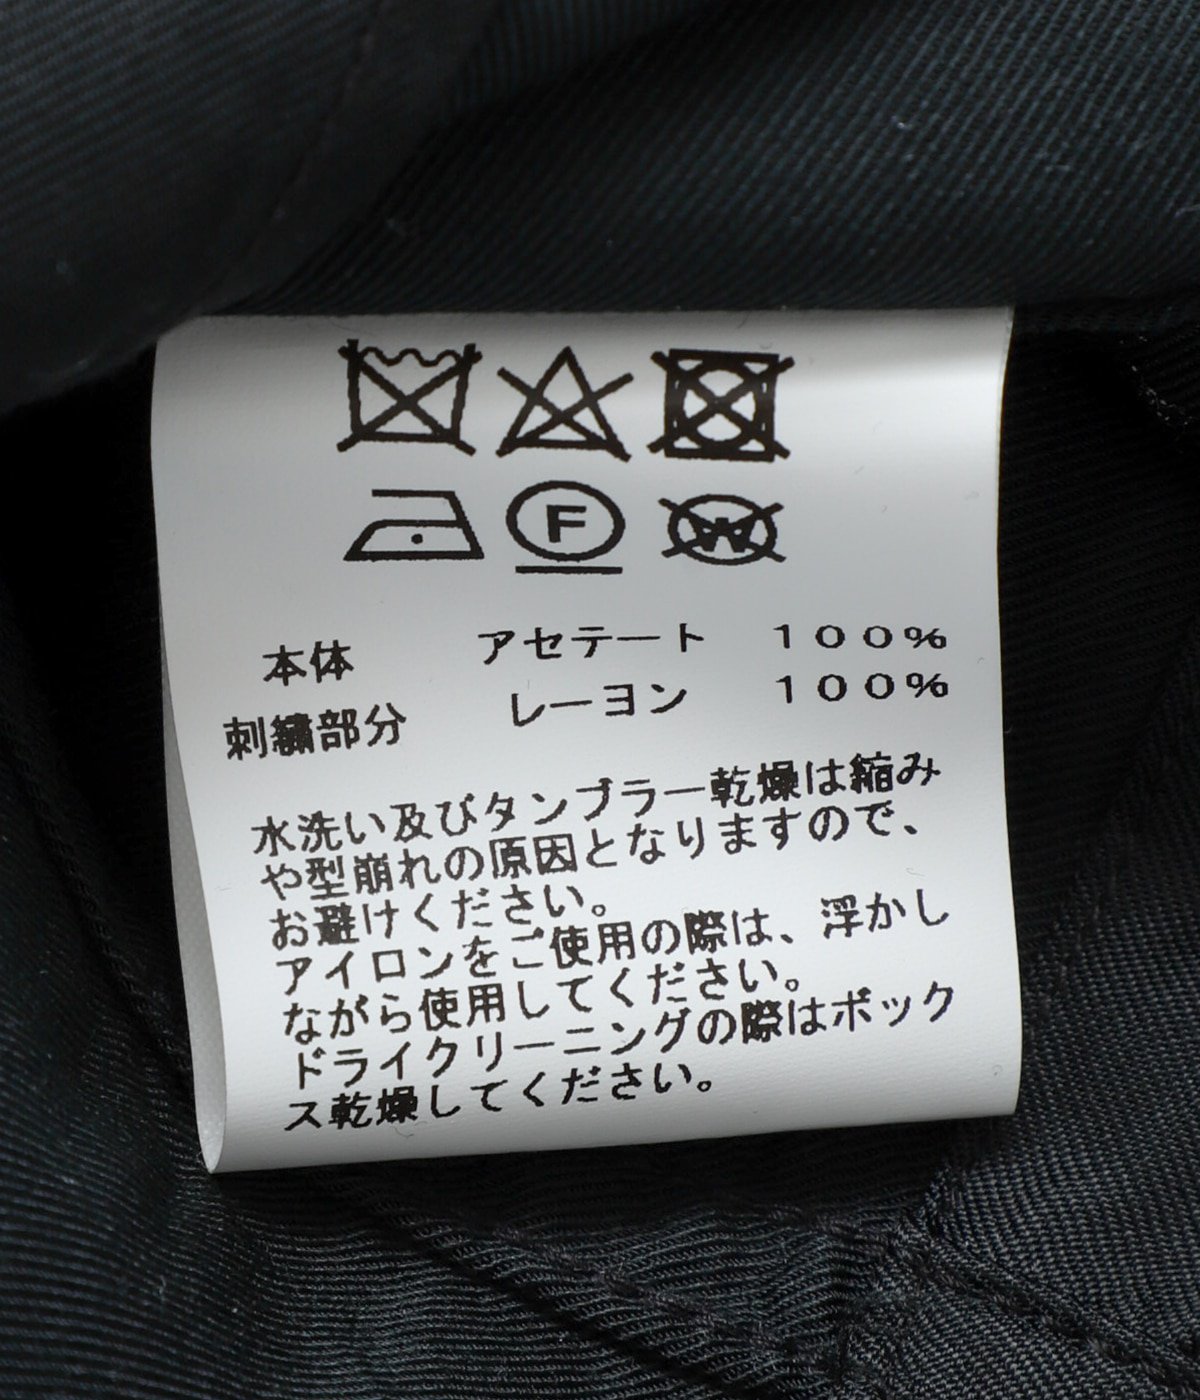 F W
本体 アセテート 100%
刺繍部分 レーヨン 100%
水洗い及びタンブラー乾燥は縮み
や型崩れの原因となりますので、
お避けください。
アイロンをご使用の際は、浮かし
ながら使用してください。
ドライクリーニングの際はボック
ス乾燥してください。